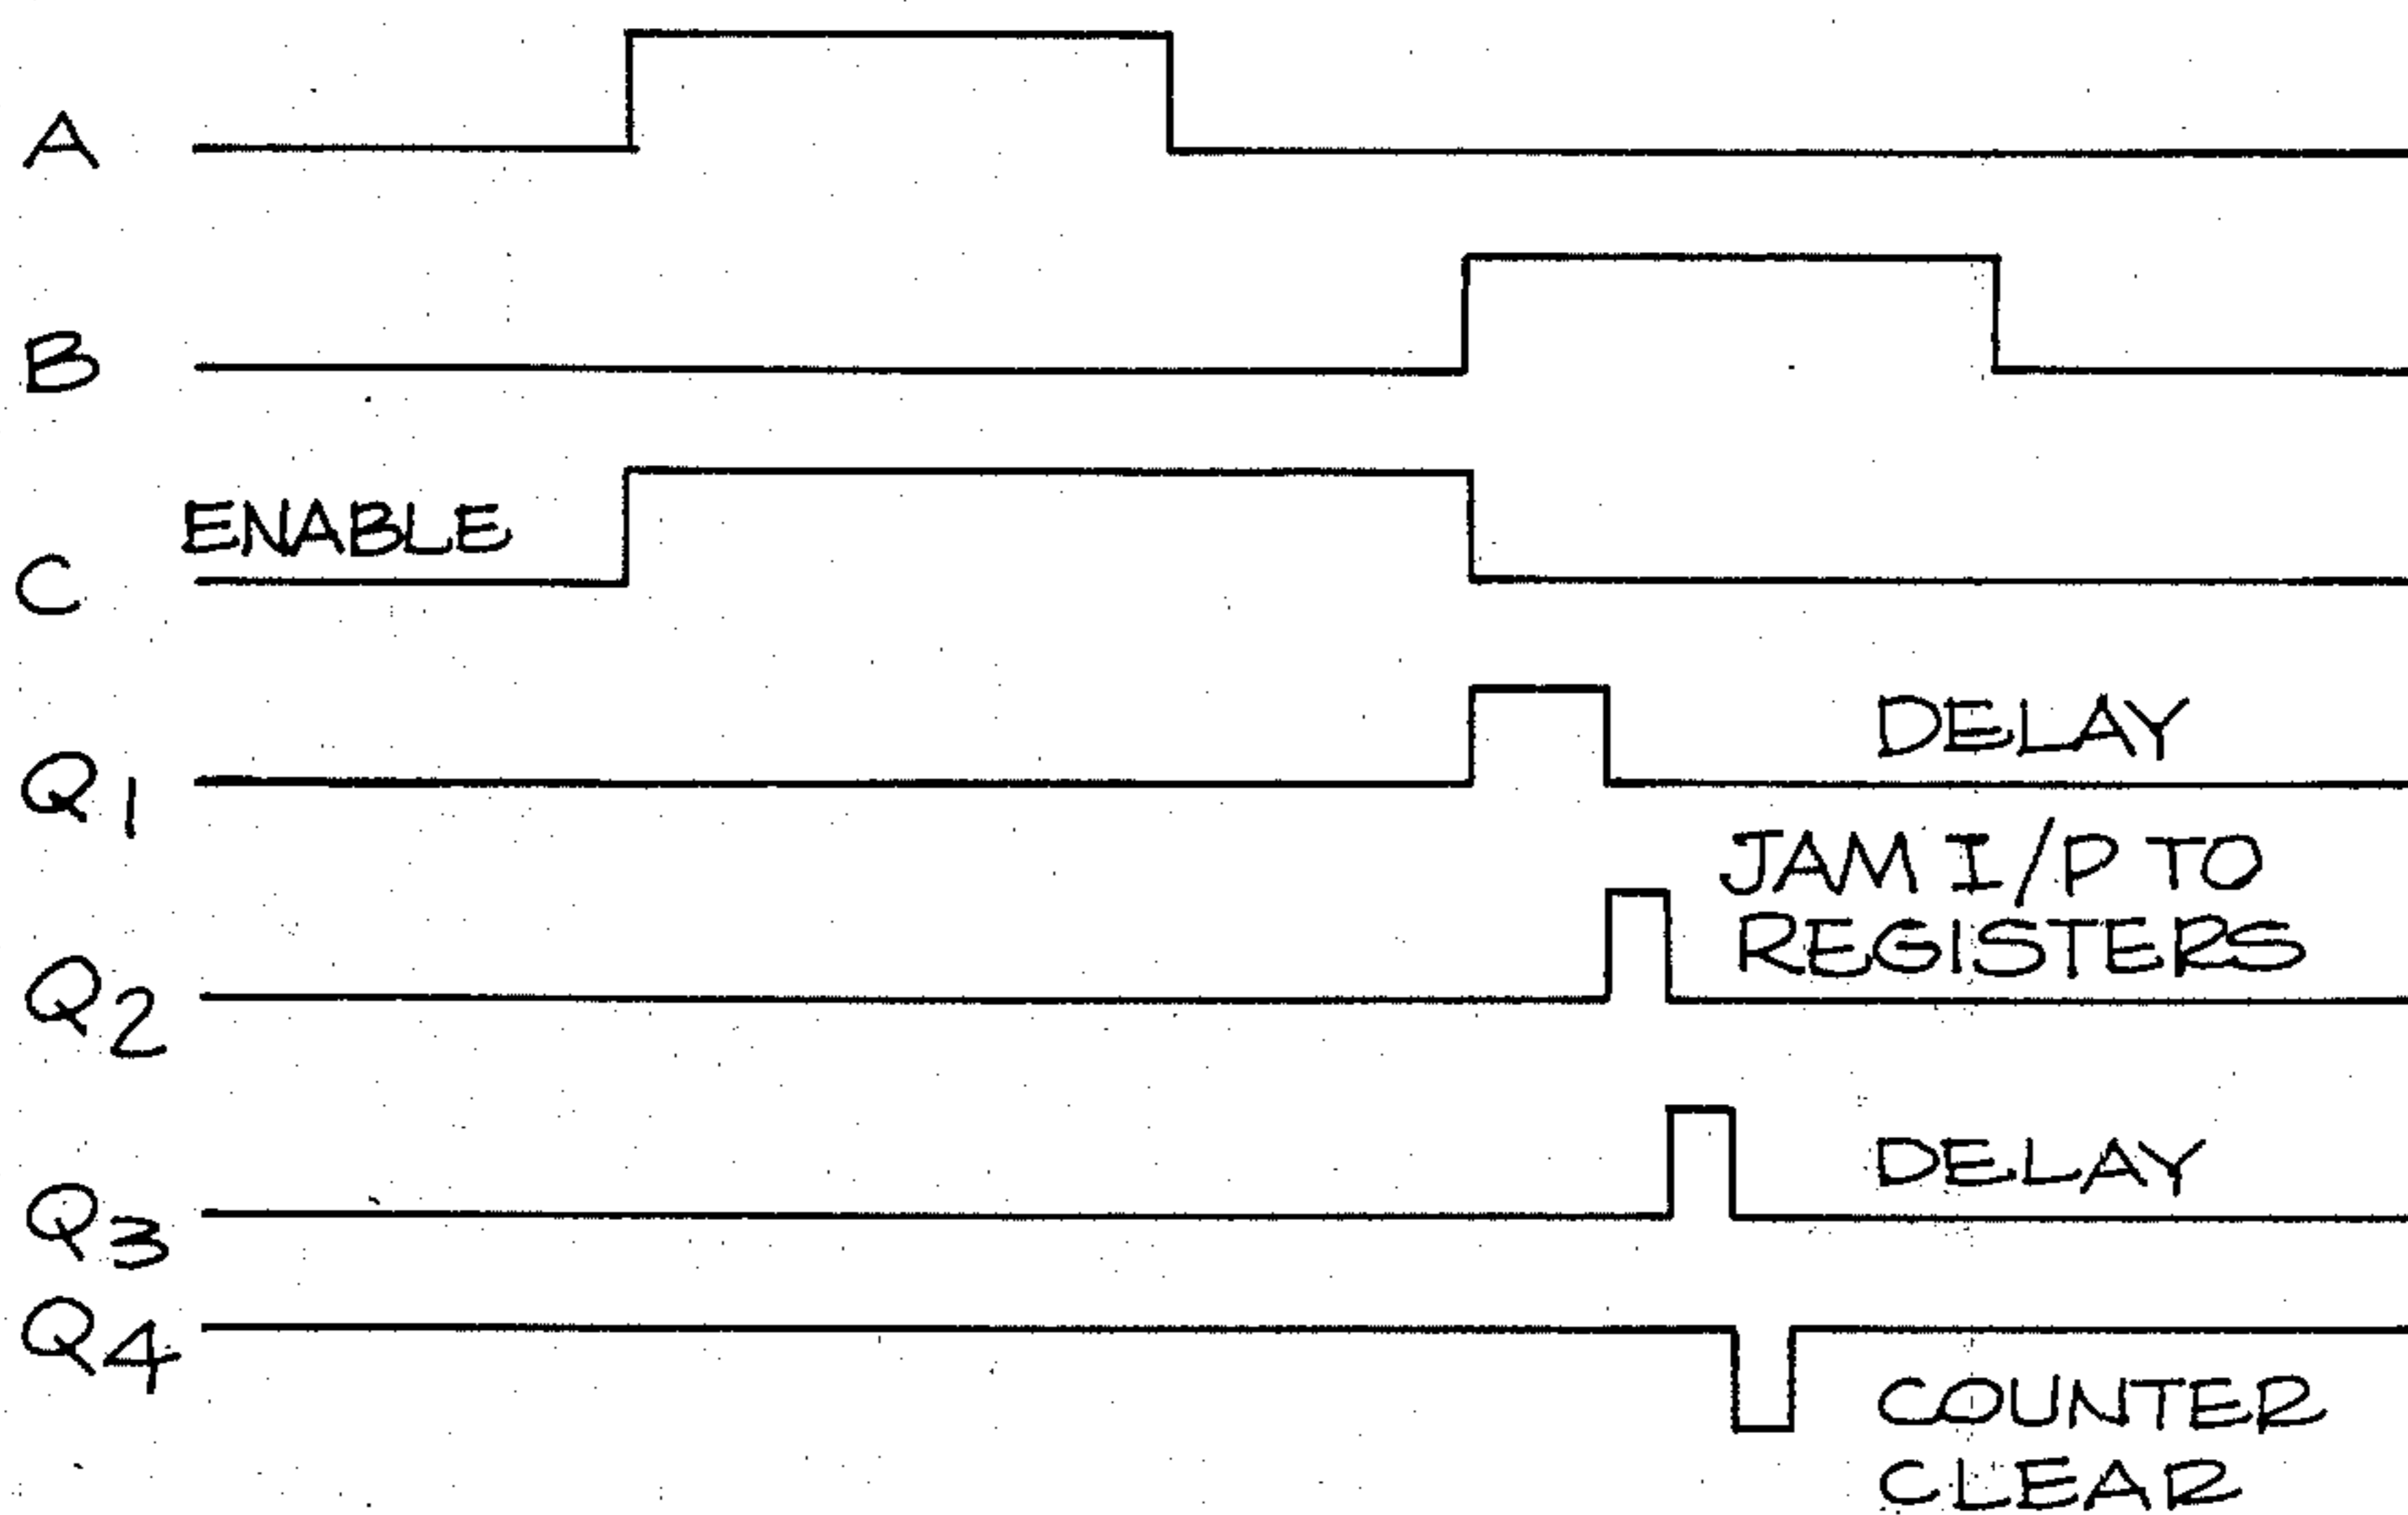 A
B
ENABLE
C
DELAY
Q1
JAM I/P TO
REGISTERS
Q2
DELAY
Q3
Q4
COUNTER
CLEAR